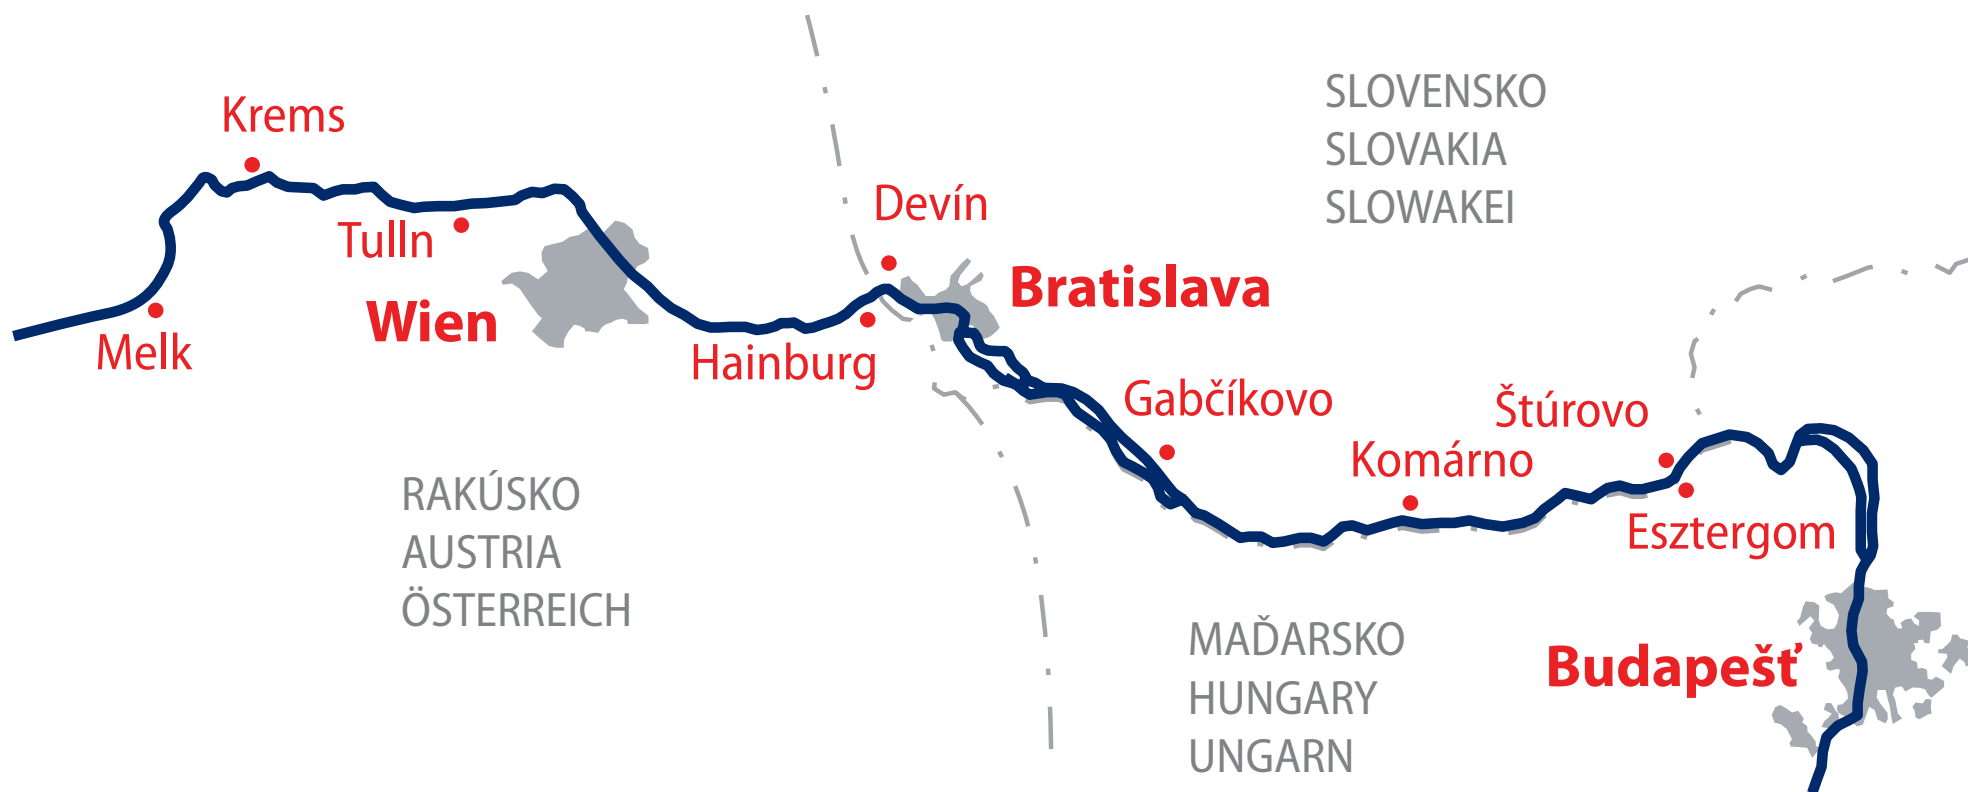 SLOVENSKO
SLOVAKIA
SLOWAKEI
Krems
Devín
Tulln
Bratislava
Wien
Melk
Hainburg
Gabčíkovo
Štúrovo
Komárno
Esztergom
RAKÚSKO
AUSTRIA
ÖSTERREICH
MAĎARSKO
HUNGARY
UNGARN
Budapešť